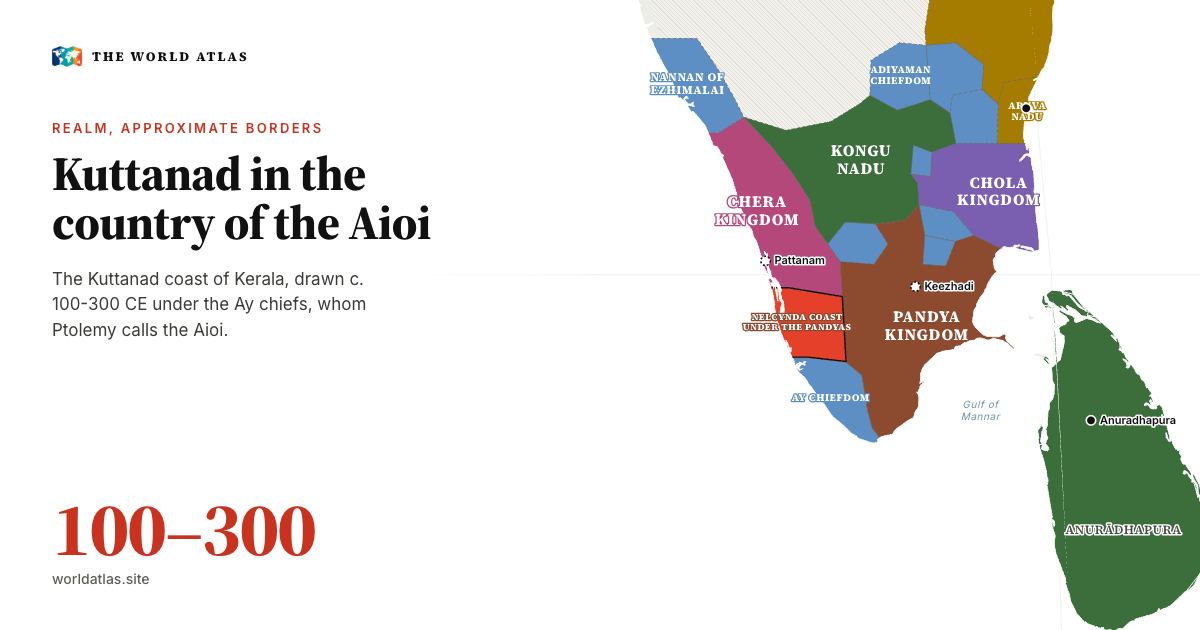 THE WORLD ATLAS
REALM, APPROXIMATE BORDERS
Kuttanad in the
country of the Aioi
The Kuttanad coast of Kerala, drawn c.
100-300 CE under the Ay chiefs, whom
Ptolemy calls the Aioi.
100–300
worldatlas.site
NANNAN OF
EZHIMALAI
ADIYAMAN
CHIEFDOM
NADU
KONGU
NADU
CHOLA
KINGDOM
CHERA
KINGDOM
Pattanam
Keezhadi
NELCYNDA COAST
UNDER THE PANDYAS
PANDYA
KINGDOM
AY CHIEFDOM
Gulf of
Mannar
Anuradhapura
ANURĀDHAPURA